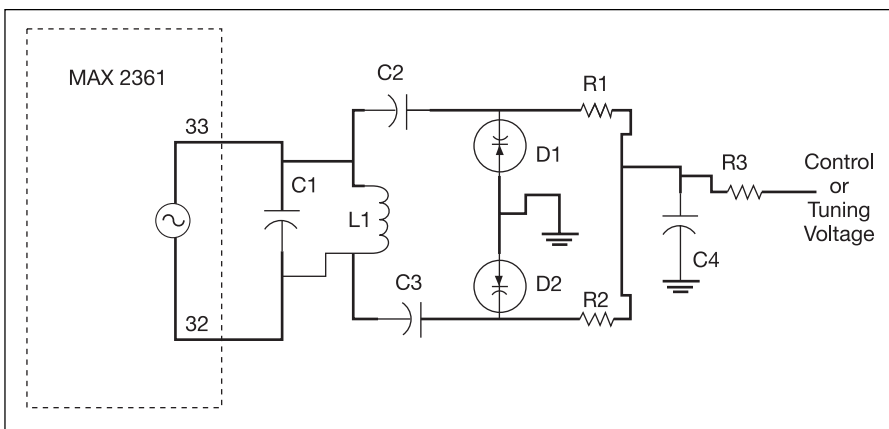 MAX 2361
33
32
C1
C2
L1
C3
D1
D2
R1
R2
R3
C4
Control
or
Tuning
Voltage